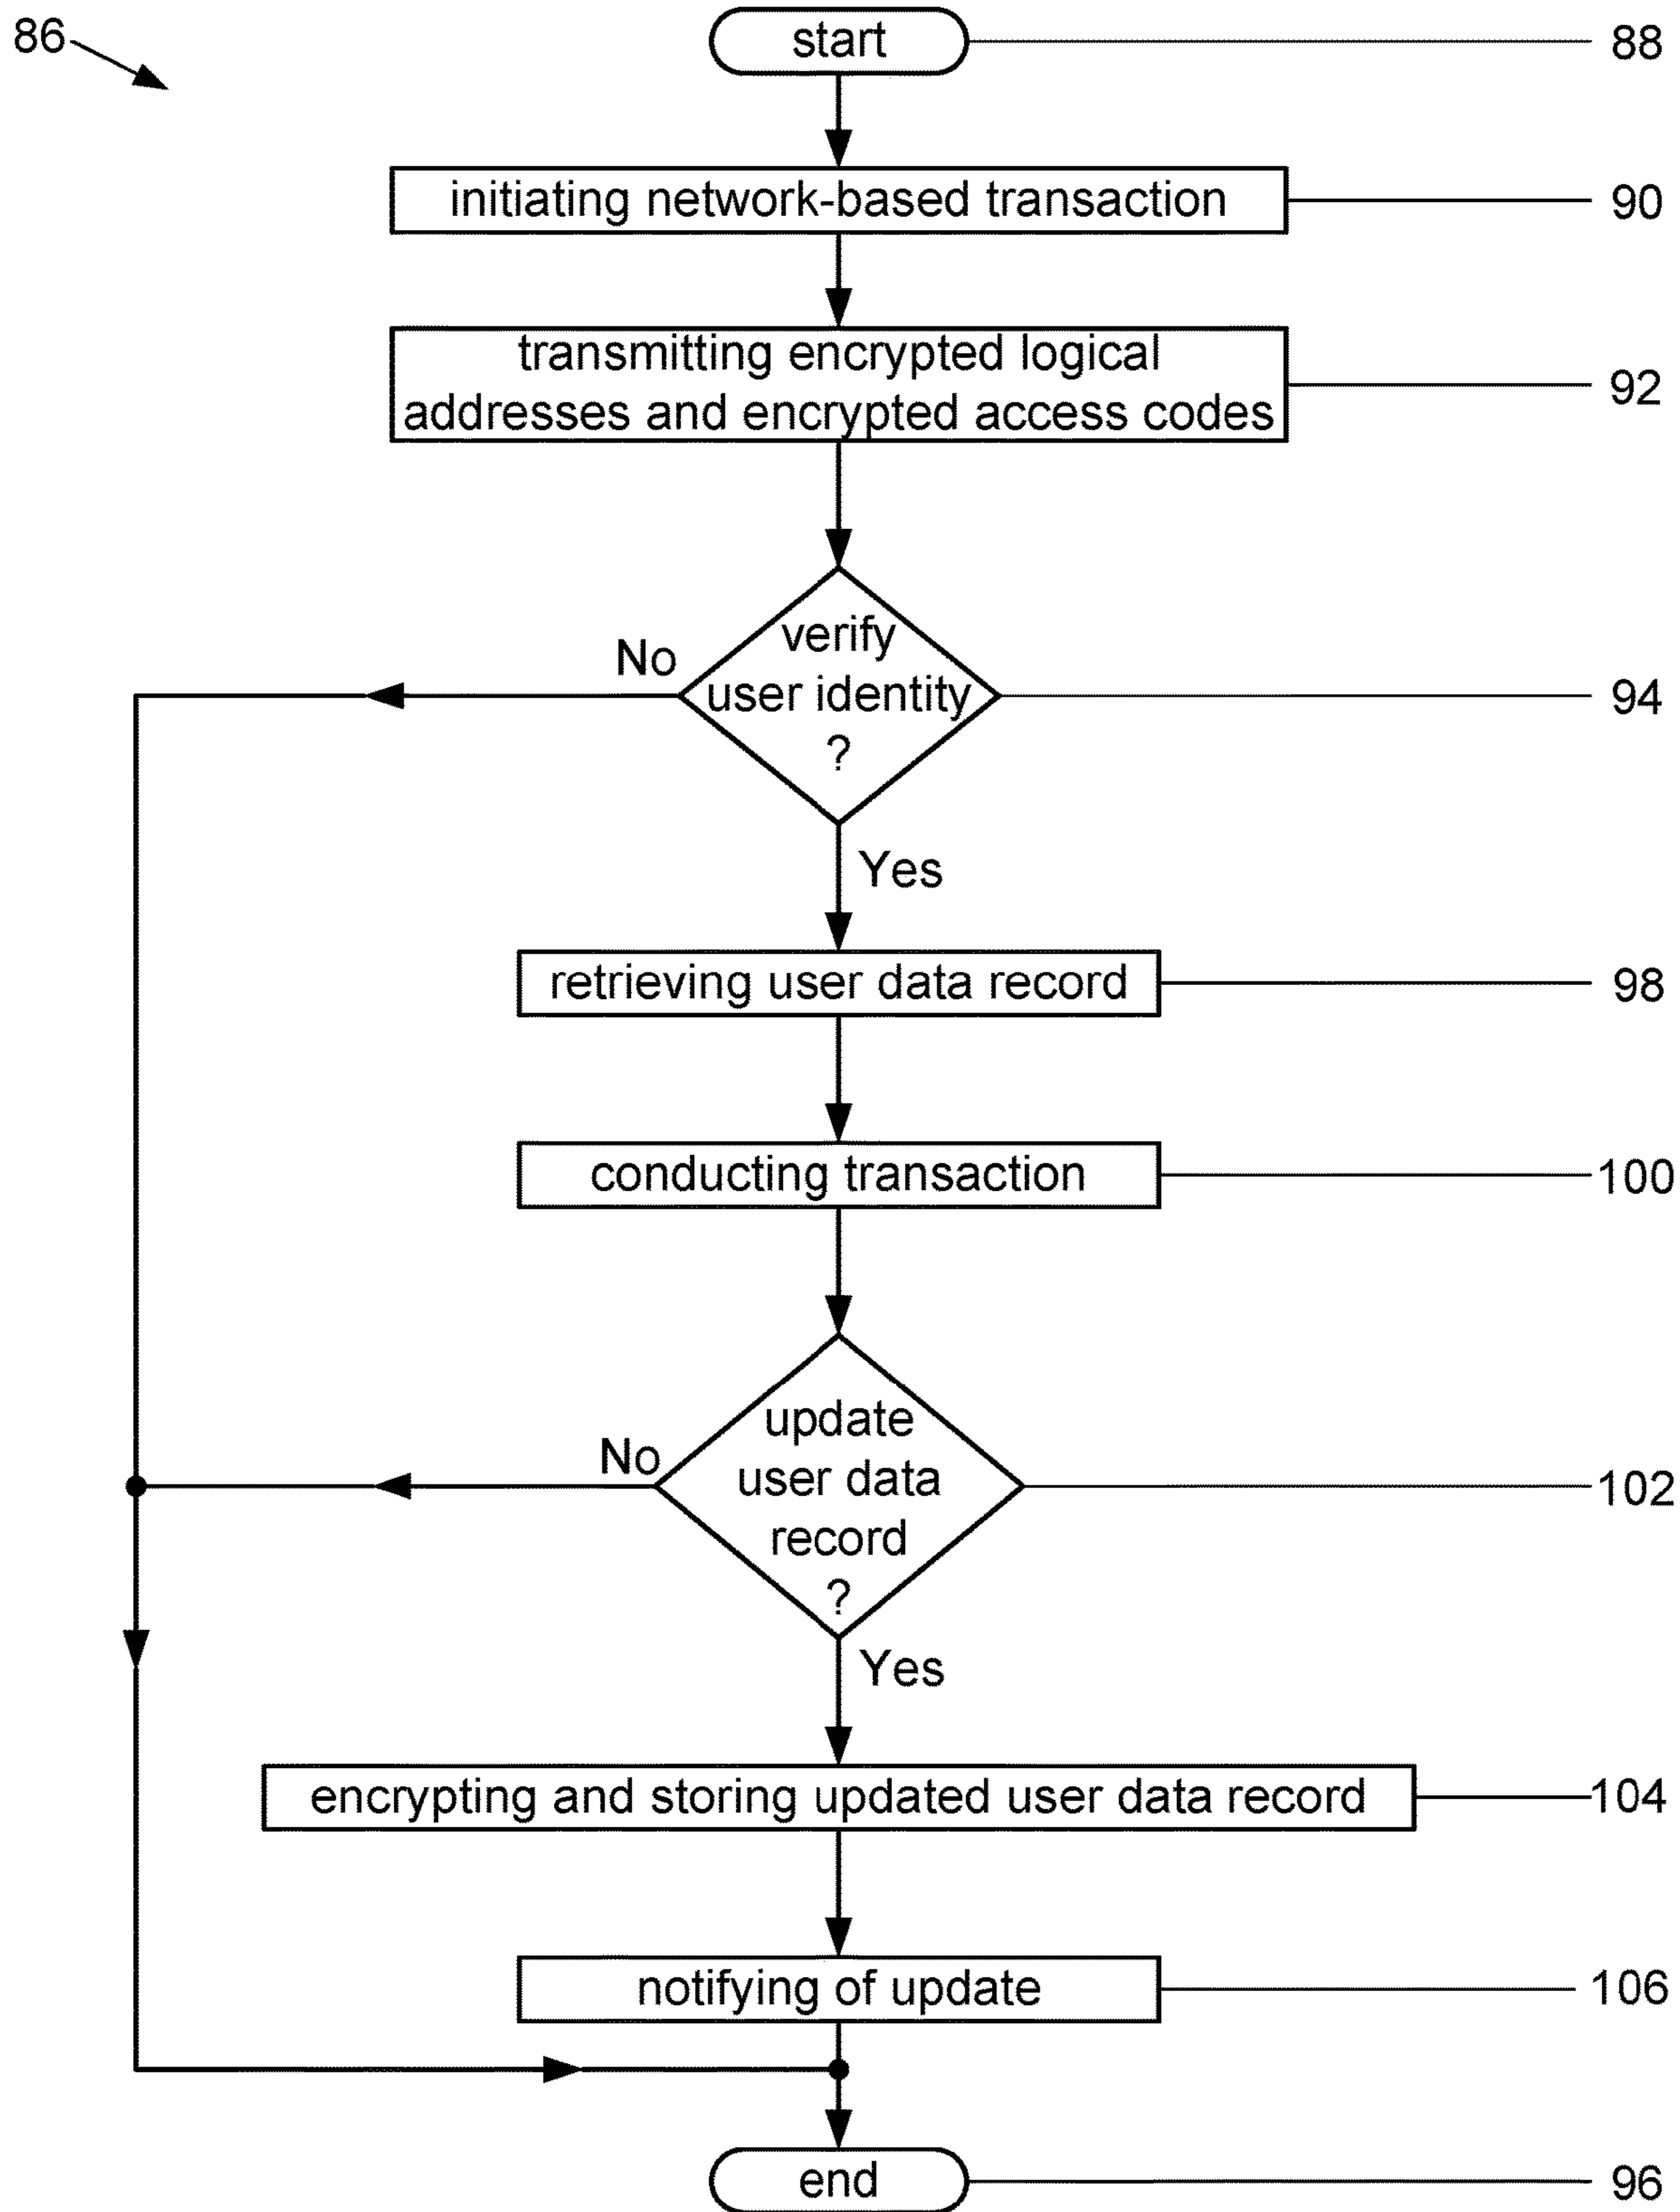 86
start
88
initiating network-based transaction
90
transmitting encrypted logical
addresses and encrypted access codes
92
verify
user identity
?
No
94
Yes
retrieving user data record
98
conducting transaction
100
update
user data
record
?
No
102
Yes
encrypting and storing updated user data record
104
notifying of update
106
end
96